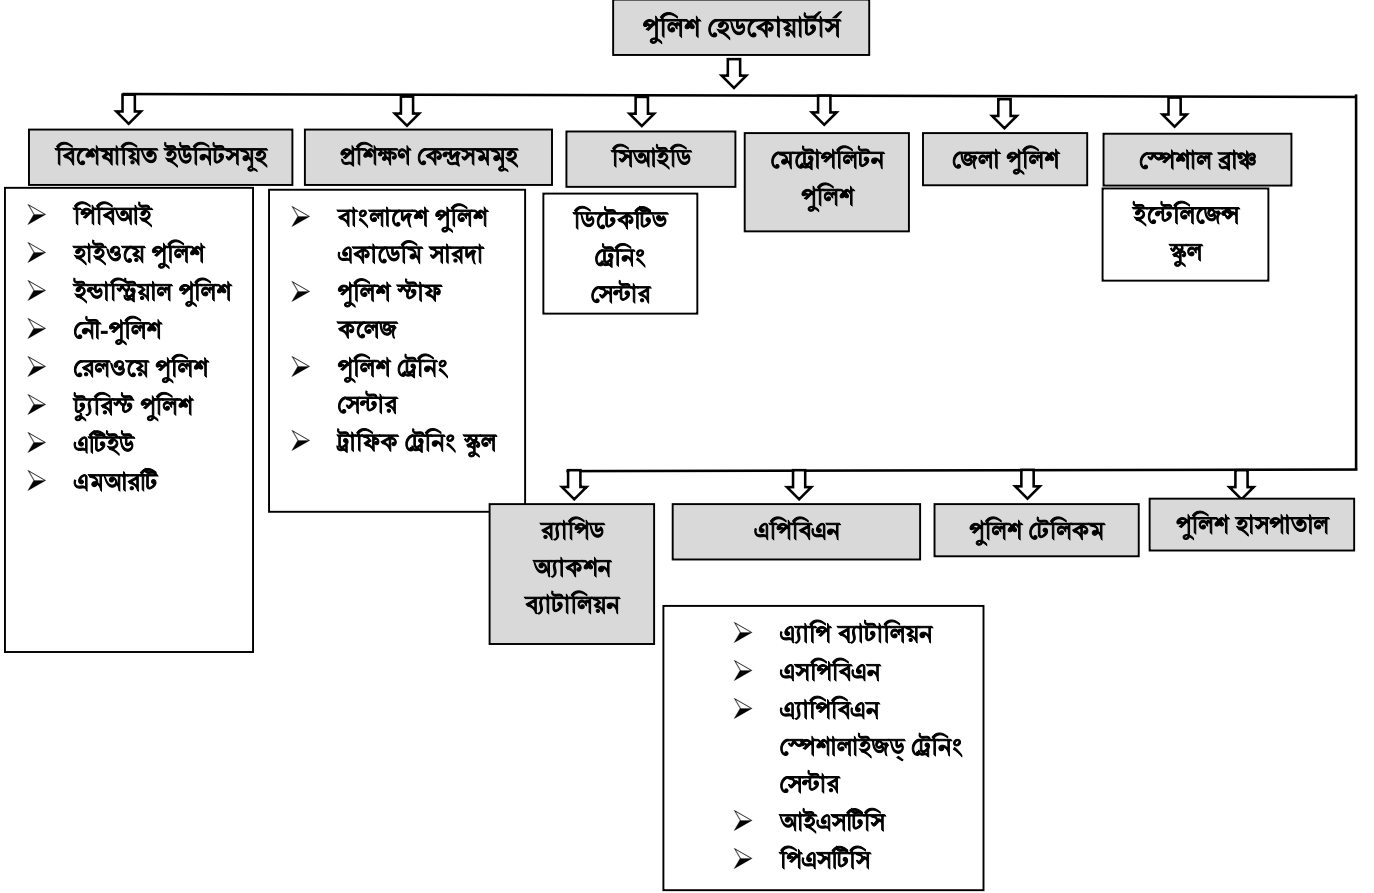 পুলিশ হেডকোয়ার্টার্স
বিশেষায়িত ইউনিটসমূহ
পিবিআই
হাইওয়ে পুলিশ
ইন্ডাস্ট্রিয়াল পুলিশ
নৌ-পুলিশ
রেলওয়ে পুলিশ
ট্যুরিস্ট পুলিশ
এটিইউ
এমআরটি
প্রশিক্ষণ কেন্দ্রসমমূহ
বাংলাদেশ পুলিশ
একাডেমি সারদা
পুলিশ স্টাফ
কলেজ
পুলিশ ট্রেনিং
সেন্টার
ট্রাফিক ট্রেনিং স্কুল
সিআইডি
ডিটেকটিভ
ট্রেনিং
সেন্টার
মেট্রোপলিটন
পুলিশ
জেলা পুলিশ
স্পেশাল ব্রাঞ্চ
ইন্টেলিজেন্স
স্কুল
র‍্যাপিড
অ্যাকশন
ব্যাটালিয়ন
এপিবিএন
এ্যাপি ব্যাটালিয়ন
এসপিবিএন
এ্যাপিবিএন
স্পেশালাইজড্ ট্রেনিং
সেন্টার
আইএসটিসি
পিএসটিসি
পুলিশ টেলিকম
পুলিশ হাসপাতাল